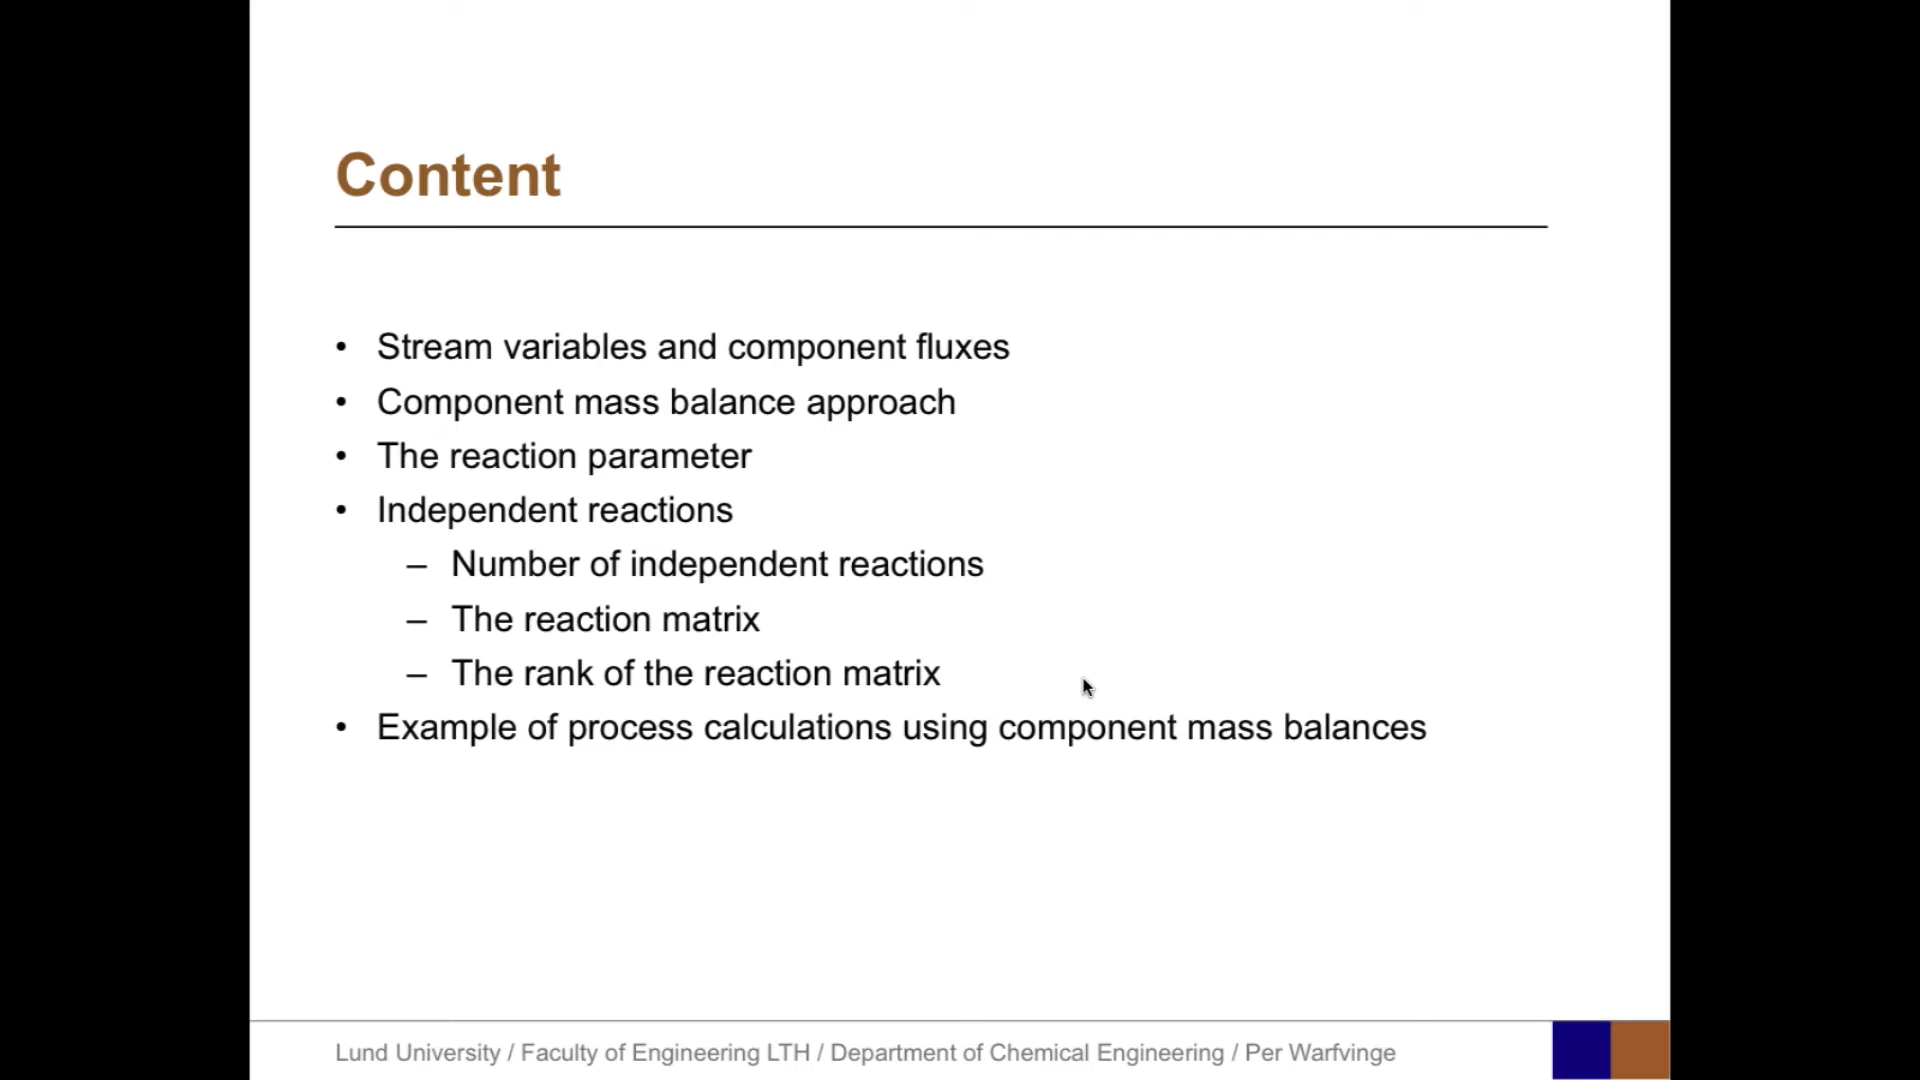 Content
• Stream variables and component fluxes
• Component mass balance approach
• The reaction parameter
• Independent reactions
– Number of independent reactions
– The reaction matrix
– The rank of the reaction matrix
• Example of process calculations using component mass balances
Lund University / Faculty of Engineering LTH / Department of Chemical Engineering / Per Warfvinge